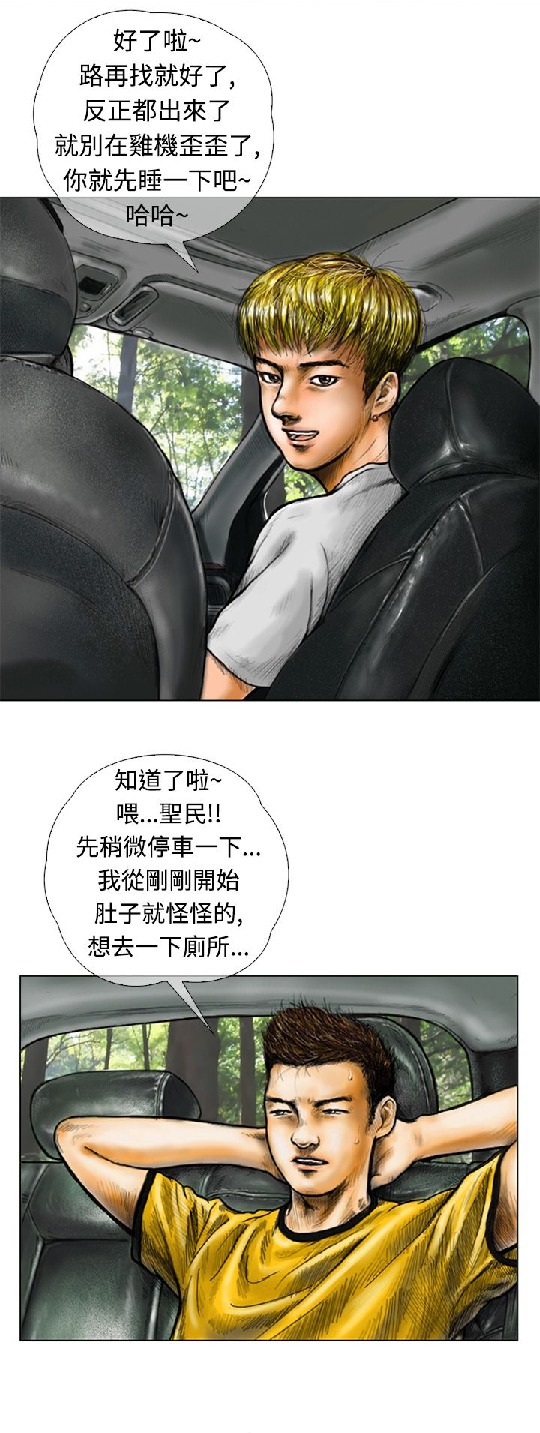 好了啦~
路再找就好了,
反正都出來了
就別在雞機歪歪了,
你就先睡一下吧~
哈哈~
知道了啦~
喂...聖民!!
先稍微停車一下...
我從剛剛開始
肚子就怪怪的,
想去一下廁所...